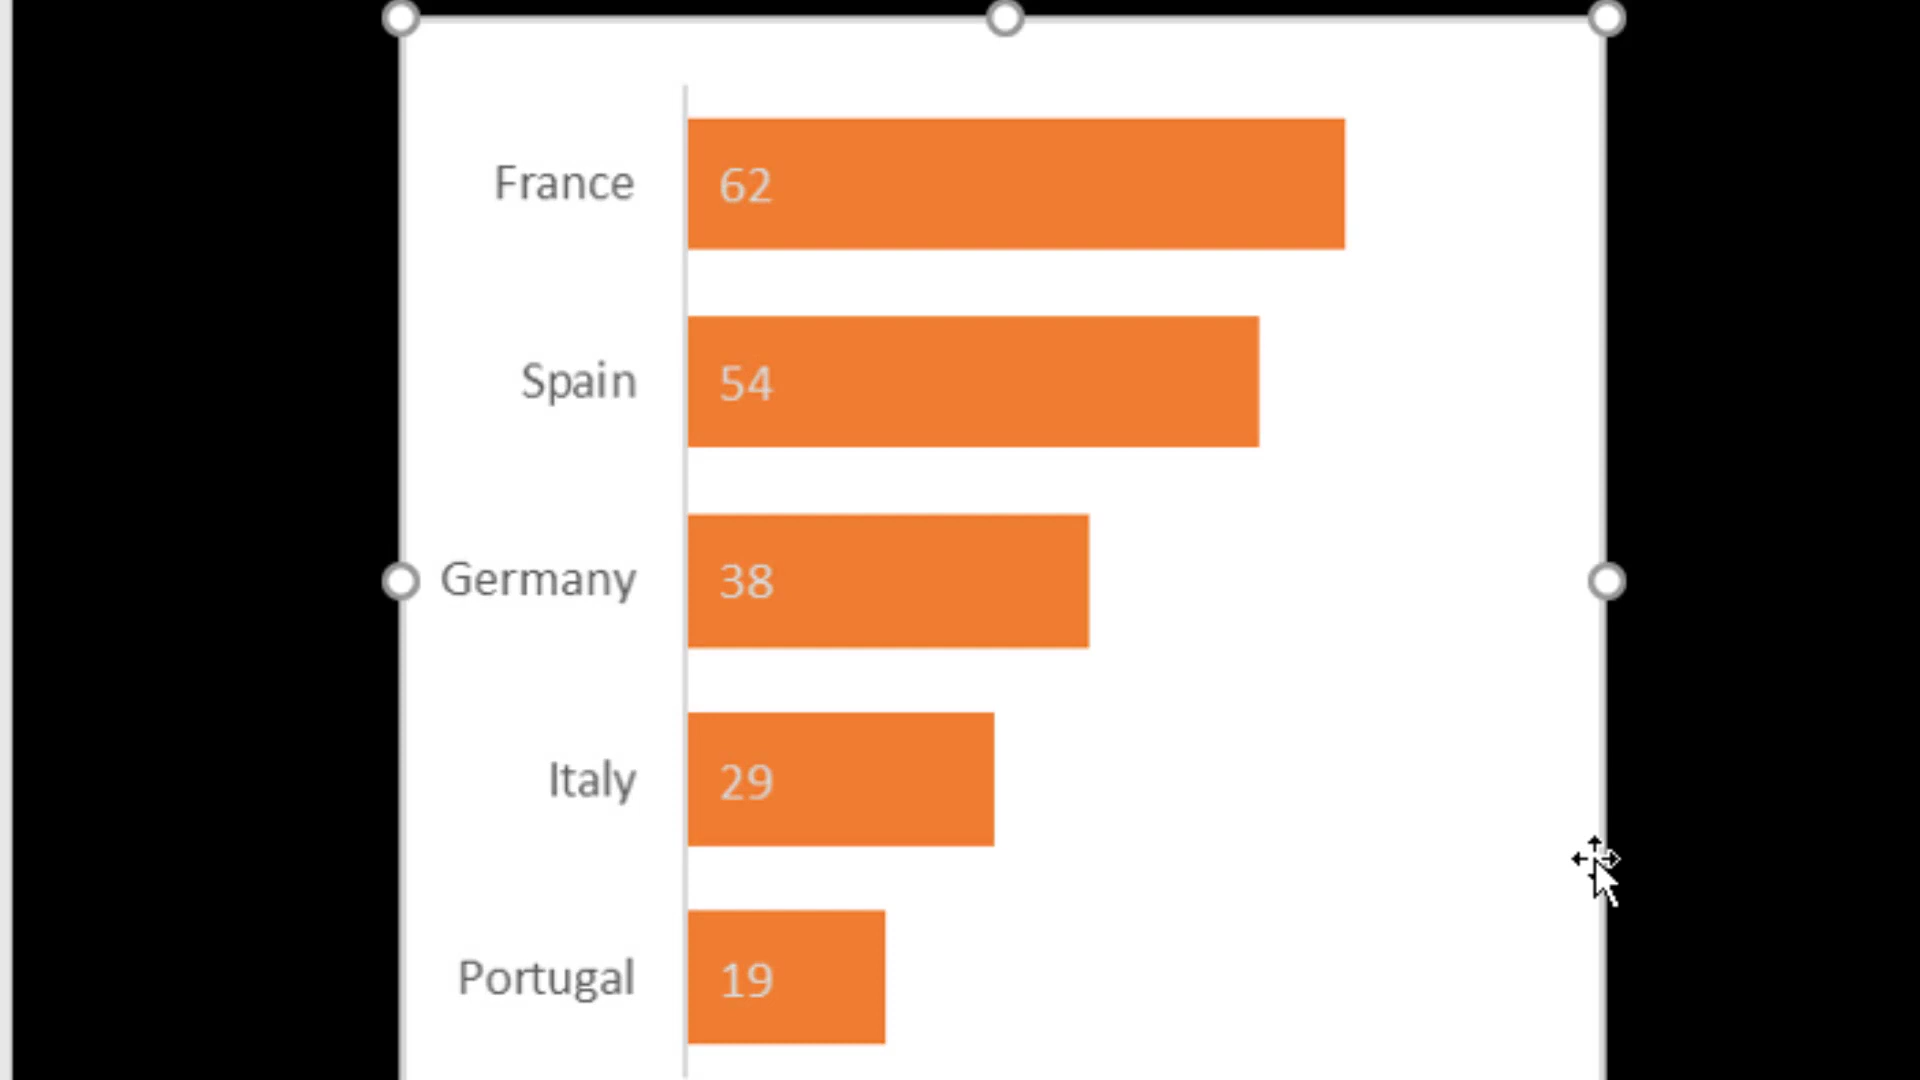 France 62
Spain 54
Germany 38
Italy 29
Portugal 19